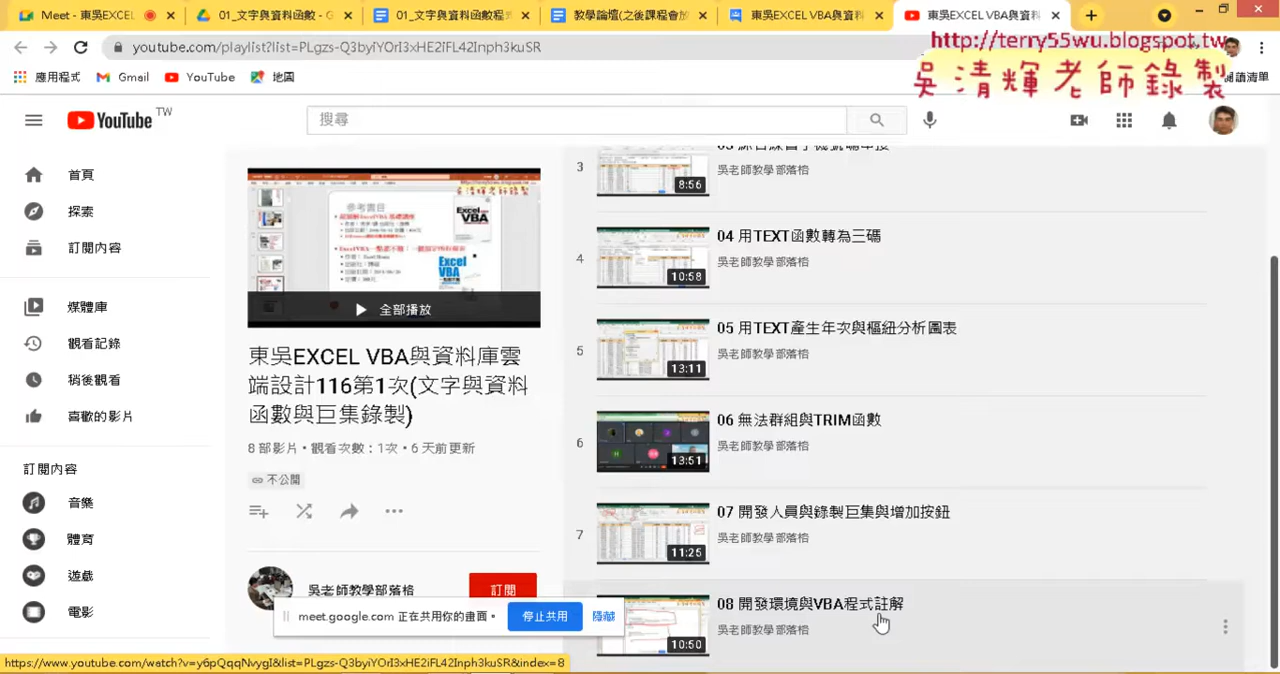 Meet - 東吳EXCEL
01_文字與資料函數 - G
01_文字與資料函數程式
教學論壇(之後課程會放
東吳EXCEL VBA與資料
東吳EXCEL VBA與資料
youtube.com/playlist?list=PLgzs-Q3byiYOrI3xHE2iFL42Inph3kuSR
http://terry55wu.blogspot.tw
應用程式
Gmail
YouTube
地圖
吳清輝老師錄製
閱讀清單
YouTube TW
搜尋
首頁
探索
訂閱內容
媒體庫
觀看記錄
稍後觀看
喜歡的影片
訂閱內容
音樂
體育
遊戲
電影
參考書目
Excel VBA
全部播放
東吳EXCEL VBA與資料庫雲
端設計116第1次(文字與資料
函數與巨集錄製)
8 部影片 • 觀看次數：1次 • 6 天前更新
不公開
吳老師教學部落格
訂閱
3
8:56
吳老師教學部落格
4
10:58
04 用TEXT函數轉為三碼
吳老師教學部落格
5
13:11
05 用TEXT產生年次與樞紐分析圖表
吳老師教學部落格
6
13:51
06 無法群組與TRIM函數
吳老師教學部落格
7
11:25
07 開發人員與錄製巨集與增加按鈕
吳老師教學部落格
10:50
08 開發環境與VBA程式註解
吳老師教學部落格
meet.google.com 正在共用你的畫面。
停止共用
隱藏
https://www.youtube.com/watch?v=y6pQqqNvygI&list=PLgzs-Q3byiYOrI3xHE2iFL42Inph3kuSR&index=8